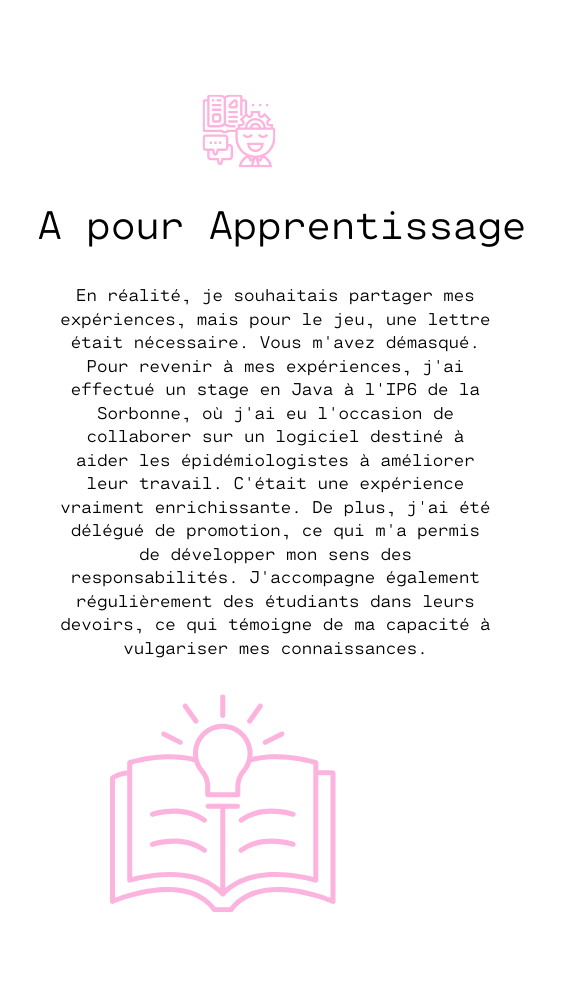 A pour Apprentissage
En réalité, je souhaitais partager mes
expériences, mais pour le jeu, une lettre
était nécessaire. Vous m'avez démasqué.
Pour revenir à mes expériences, j'ai
effectué un stage en Java à l'IP6 de la
Sorbonne, où j'ai eu l'occasion de
collaborer sur un logiciel destiné à
aider les épidémiologistes à améliorer
leur travail. C'était une expérience
vraiment enrichissante. De plus, j'ai été
délégué de promotion, ce qui m'a permis
de développer mon sens des
responsabilités. J'accompagne également
régulièrement des étudiants dans leurs
devoirs, ce qui témoigne de ma capacité à
vulgariser mes connaissances.